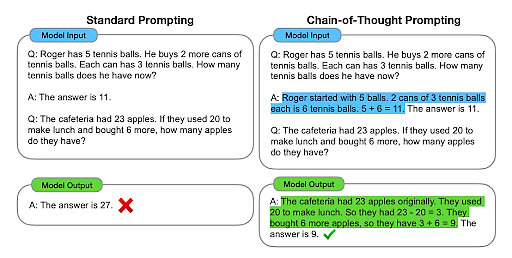 Standard Prompting
Model Input
Q: Roger has 5 tennis balls. He buys 2 more cans of
tennis balls. Each can has 3 tennis balls. How many
tennis balls does he have now?
A: The answer is 11.
Q: The cafeteria had 23 apples. If they used 20 to
make lunch and bought 6 more, how many apples
do they have?
Model Output
A: The answer is 27.
Chain-of-Thought Prompting
Model Input
Q: Roger has 5 tennis balls. He buys 2 more cans of
tennis balls. Each can has 3 tennis balls. How many
tennis balls does he have now?
A: Roger started with 5 balls. 2 cans of 3 tennis balls
each is 6 tennis balls. 5 + 6 = 11. The answer is 11.
Q: The cafeteria had 23 apples. If they used 20 to
make lunch and bought 6 more, how many apples
do they have?
Model Output
A: The cafeteria had 23 apples originally. They used
20 to make lunch. So they had 23 - 20 = 3. They
bought 6 more apples, so they have 3 + 6 = 9. The
answer is 9.